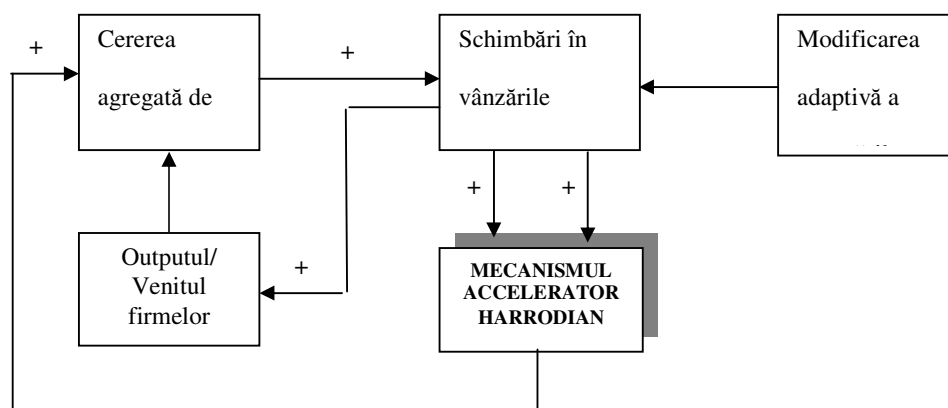 +
Cererea
agregată de
+
Schimbări în
vânzările
Modificarea
adaptivă a
+
+
Outputul/
Venitul
firmelor
+
MECANISMUL
ACCELERATOR
HARRODIAN